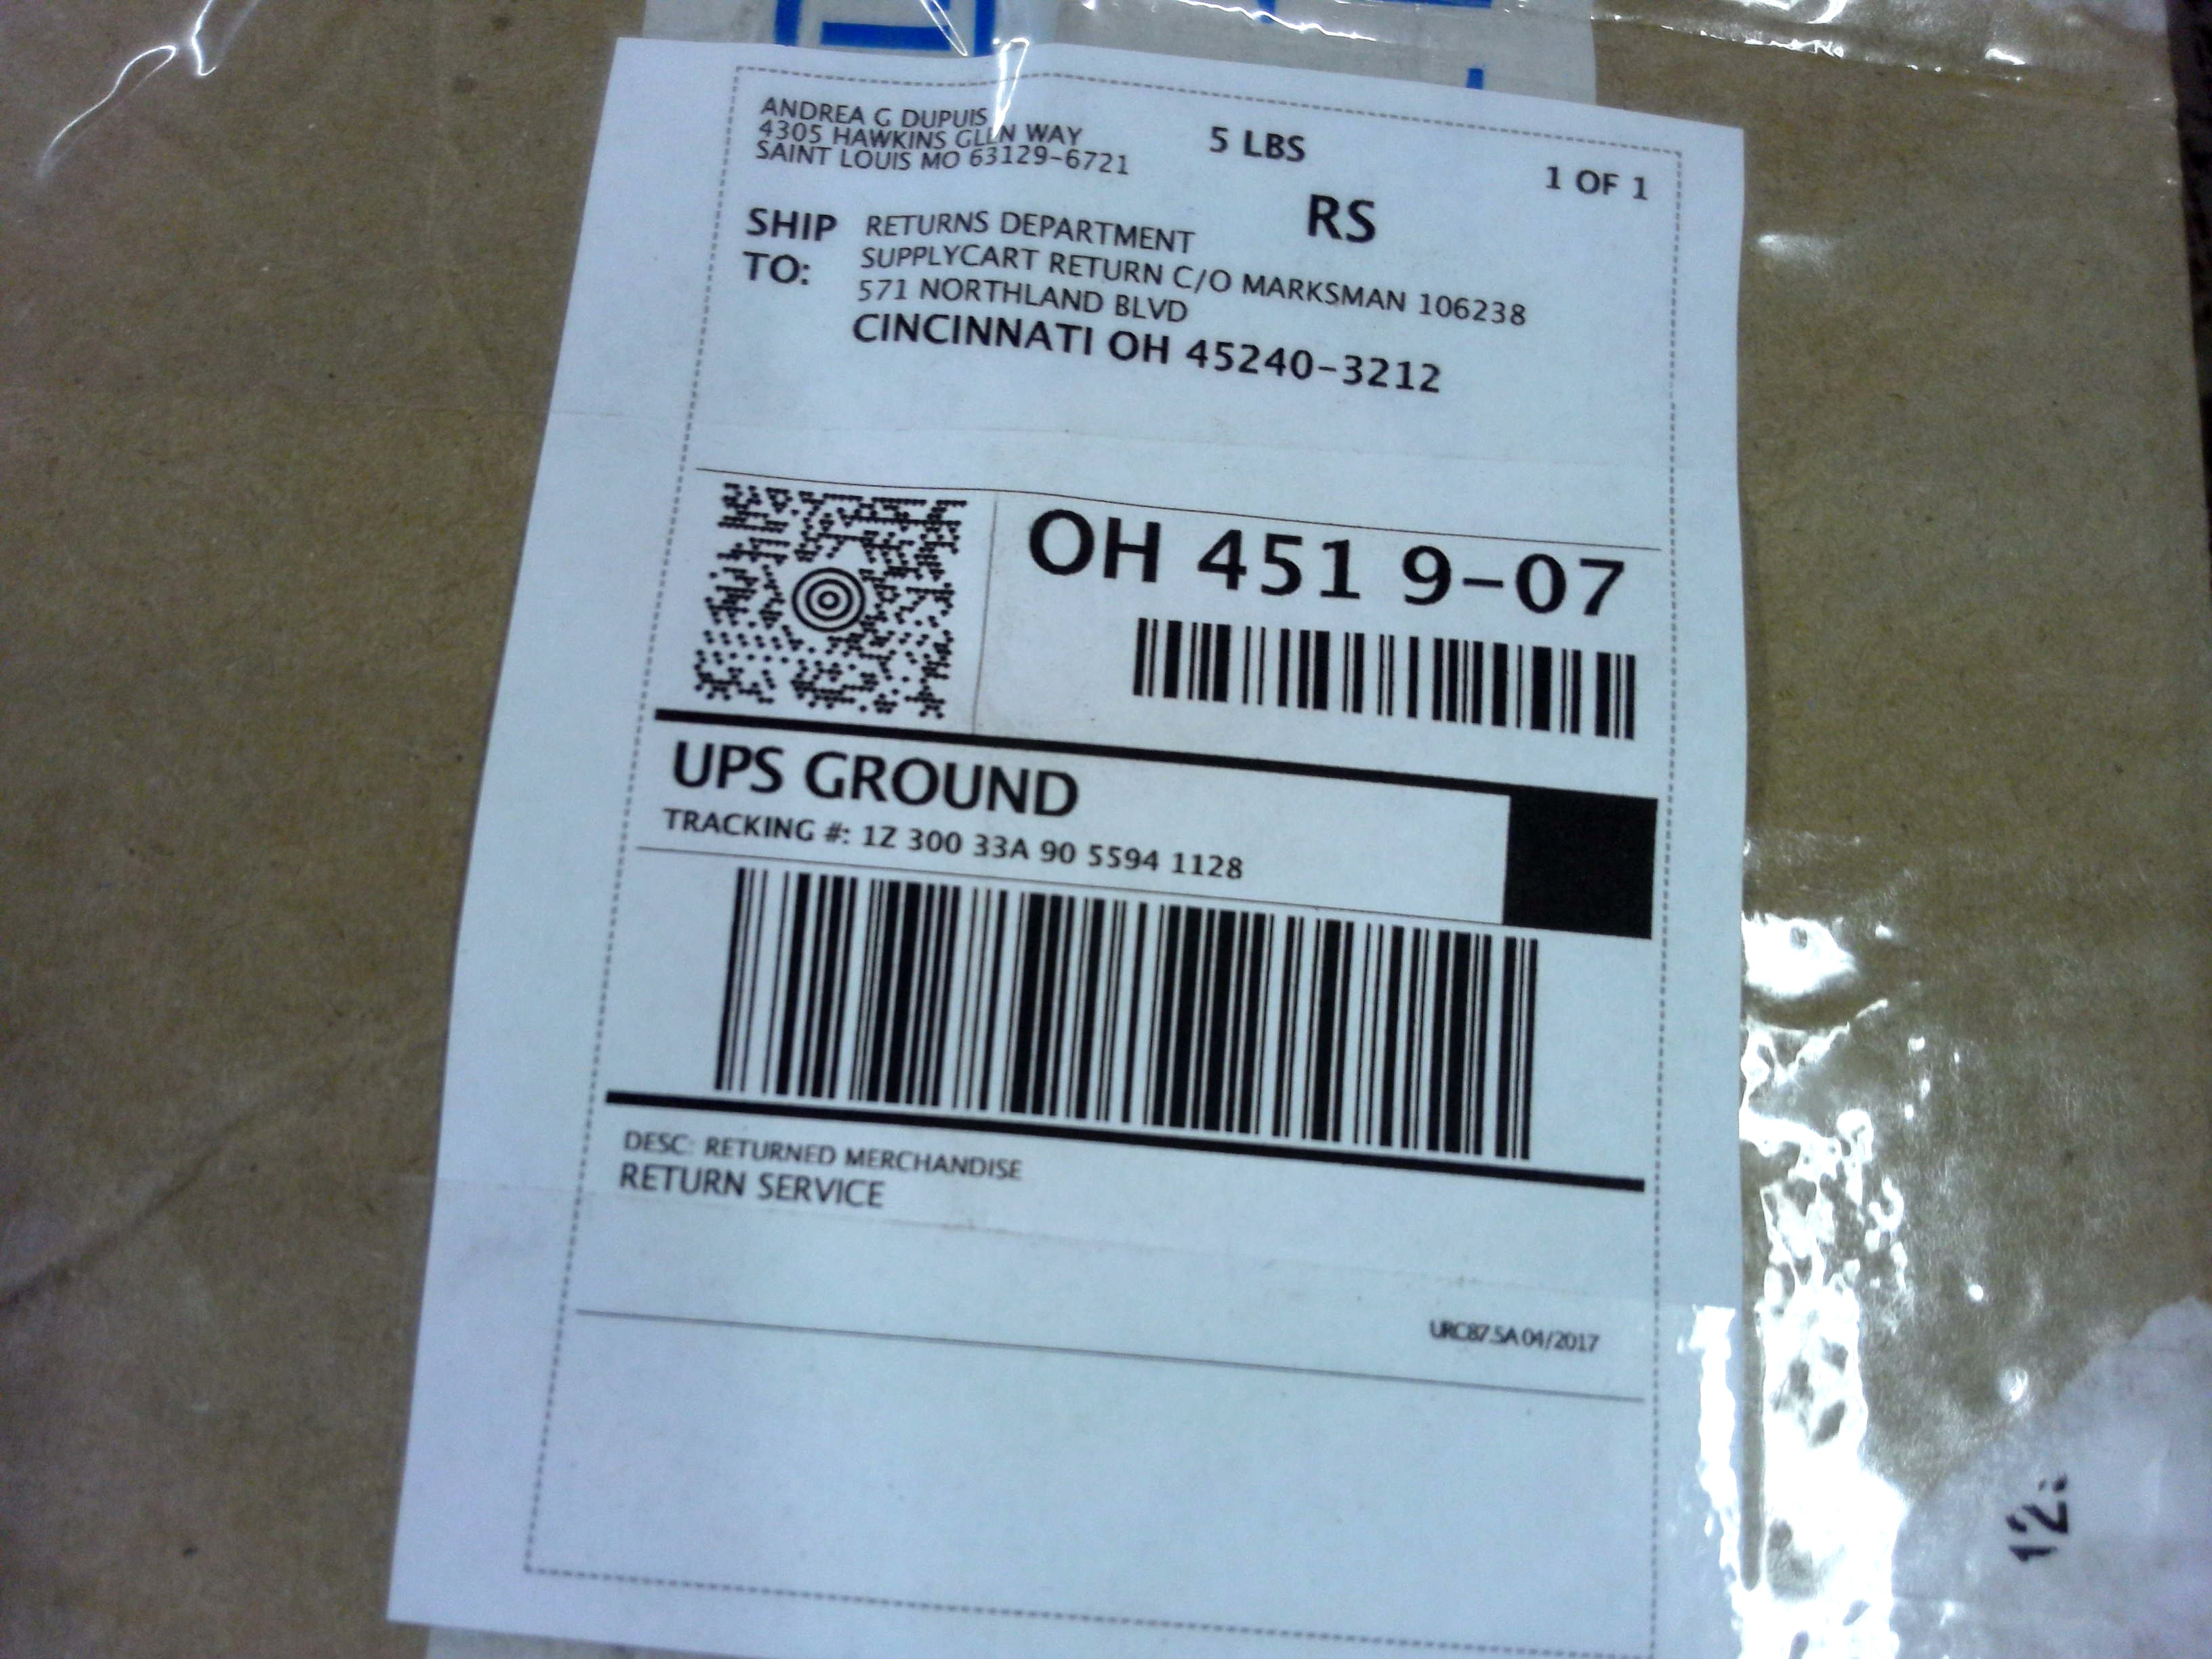 ANDREA G DUPUIS
4305 HAWKINS GLEN WAY
SAINT LOUIS MO 63129-6721
5 LBS
1 OF 1
RS
SHIP TO:
RETURNS DEPARTMENT
SUPPLYCART RETURN C/O MARKSMAN 106238
571 NORTHLAND BLVD
CINCINNATI OH 45240-3212
OH 451 9-07
UPS GROUND
TRACKING #: 1Z 300 33A 90 5594 1128
DESC: RETURNED MERCHANDISE
RETURN SERVICE
URC87.5A 04/2017
12: